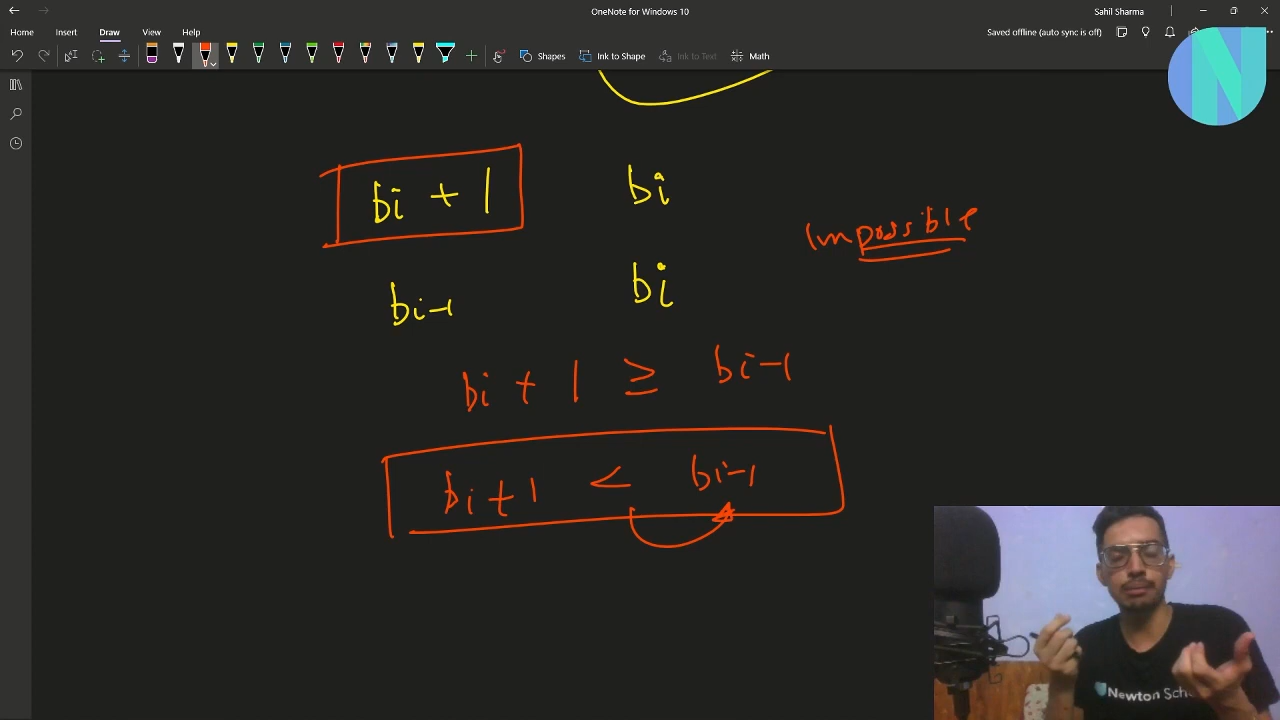 OneNote for Windows 10
Sahil Sharma
Home Insert Draw View Help
Saved offline (auto sync is off)
Shapes Ink to Shape Ink to Text Math
bi + 1 bi
Impossible
bi-1 bi
bi + 1 ≥ bi-1
bi + 1 < bi-1
N
Newton Sch